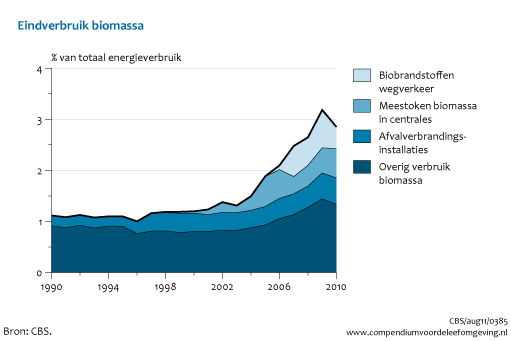 Eindverbruik biomassa
% van totaal energieverbruik
4
3
2
1
0
1990 1994 1998 2002 2006 2010
Biobrandstoffen
wegverkeer
Meestoken biomassa
in centrales
Afvalverbrandings-
installaties
Overig verbruik
biomassa
CBS/aug11/0385
Bron: CBS. www.compendiumvoordeleefomgeving.nl